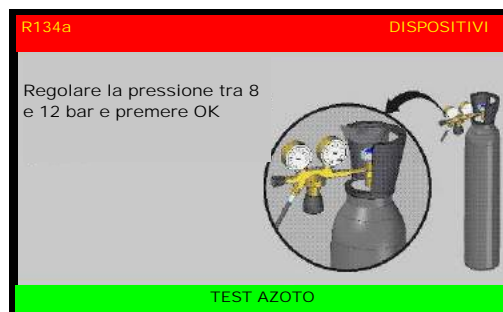 R134a DISPOSITIVI
Regolare la pressione tra 8
e 12 bar e premere OK
TEST AZOTO